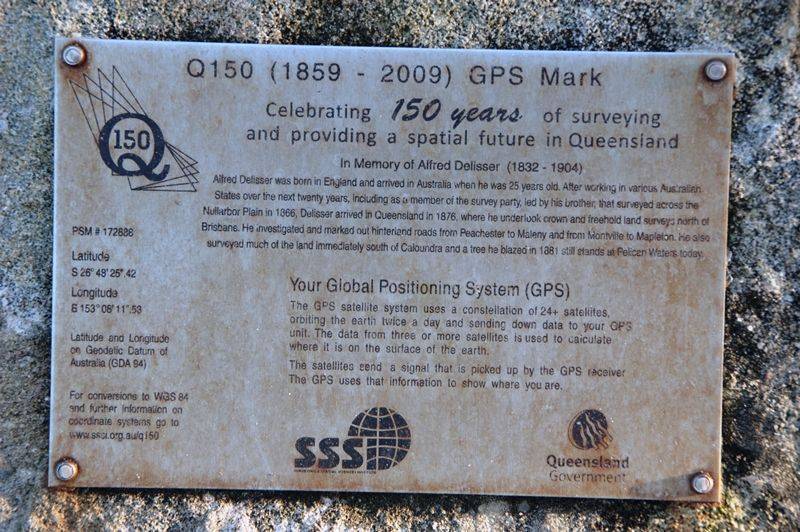 Q150 (1859 - 2009) GPS Mark
Celebrating 150 years of surveying
and providing a spatial future in Queensland
150
Q
In Memory of Alfred Delisser (1832 - 1904)
Alfred Delisser was born in England and arrived in Australia when he was 25 years old. After working in various Australian
States over the next twenty years, including as a member of the survey party, led by his brother, that surveyed across the
Nullarbor Plain in 1866, Delisser arrived in Queensland in 1876, where he undertook crown and freehold land surveys north of
Brisbane. He investigated and marked out hinterland roads from Peachester to Maleny and from Montville to Mapleton. He also
surveyed much of the land immediately south of Caloundra and a tree he blazed in 1881 still stands at Pelican Waters today.
PSM # 172886
Latitude
S 26° 48' 25".42
Longitude
E 153° 08' 11".53
Latitude and Longitude
on Geodetic Datum of
Australia (GDA 94)
For conversions to WGS 84
and further information on
coordinate systems go to
www.sssi.org.au/q150
Your Global Positioning System (GPS)
The GPS satellite system uses a constellation of 24+ satellites,
orbiting the earth twice a day and sending down data to your GPS
unit. The data from three or more satellites is used to calculate
where it is on the surface of the earth.
The satellites send a signal that is picked up by the GPS receiver
The GPS uses that information to show where you are.
SSSI
SURVEYING & SPATIAL SCIENCES INSTITUTE
Queensland
Government